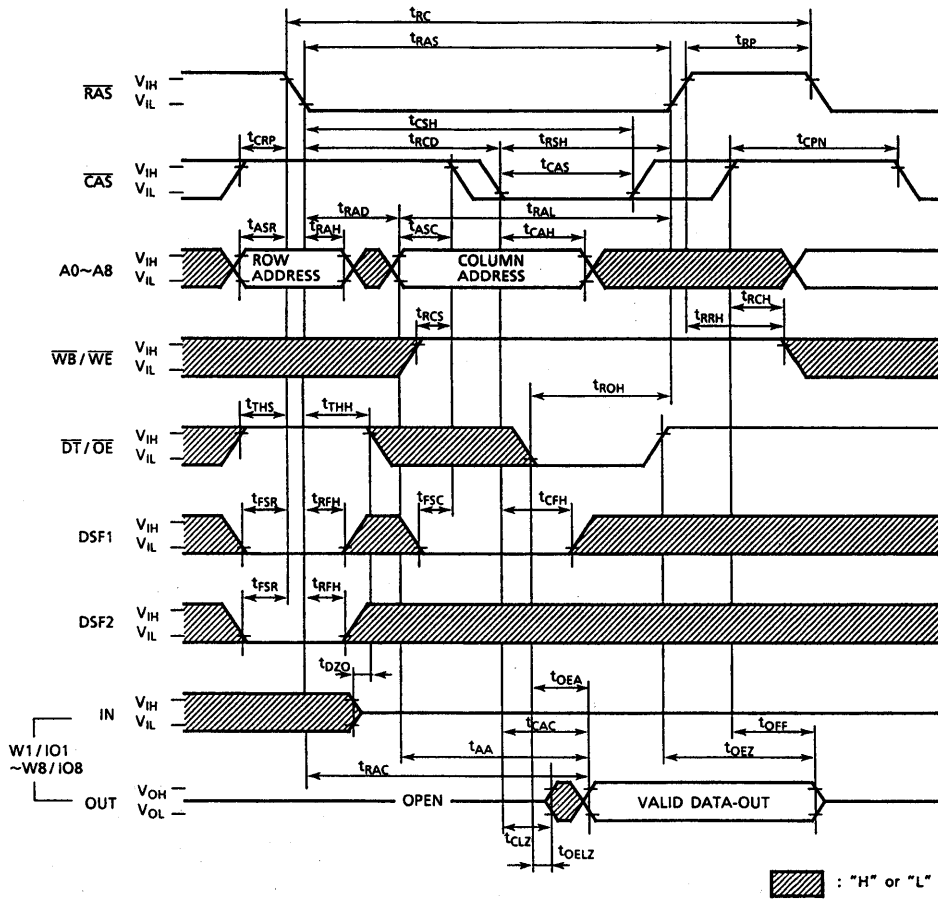 tRC
tRAS
tRP
RAS
VIH
VIL
tCSH
tCRP
tRCD
tRSH
tCPN
tCAS
CAS
VIH
VIL
tRAD
tRAL
tASR
tRAH
tASC
tCAH
A0~A8
VIH
VIL
ROW
ADDRESS
COLUMN
ADDRESS
tRCS
tRCH
tRRH
WB / WE
VIH
VIL
tROH
tTHS
tTHH
DT / OE
VIH
VIL
tFSR
tRFH
tFSC
tCFH
DSF1
VIH
VIL
tFSR
tRFH
DSF2
VIH
VIL
tDZO
tOEA
IN
VIH
VIL
tCAC
tOFF
W1 / IO1
~W8 / IO8
tAA
tOEZ
tRAC
OUT
VOH
VOL
OPEN
VALID DATA-OUT
tCLZ
tOELZ
: "H" or "L"